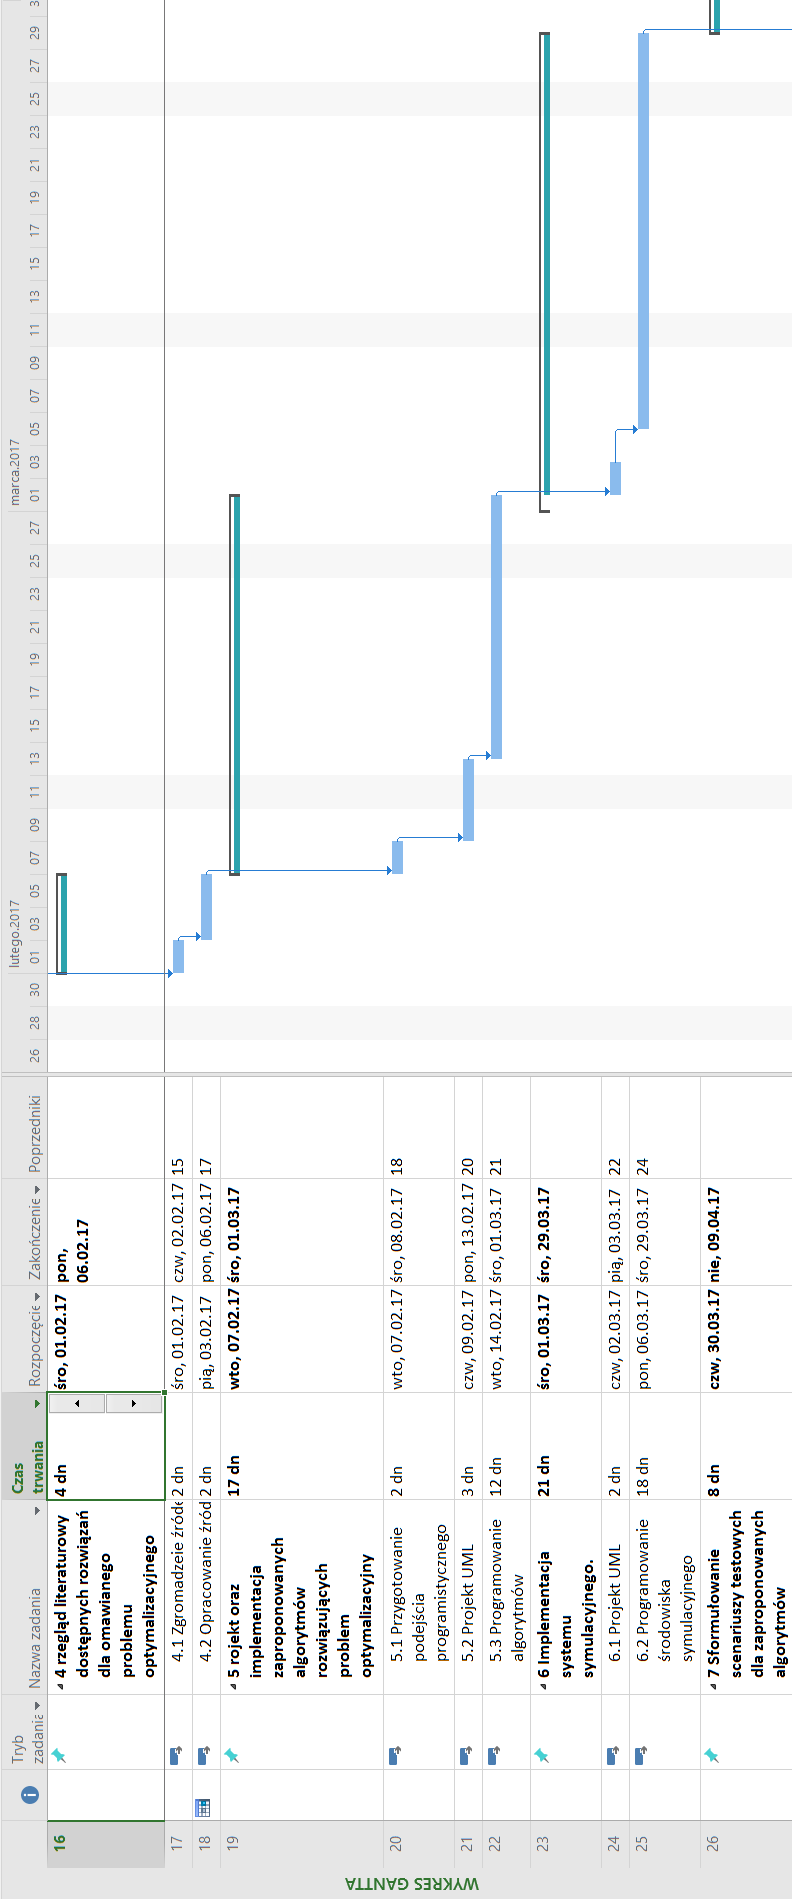 WYKRES GANTTA
Tryb zadanic Nazwa zadania Czas trwania Rozpoczęcie Zakończenie Poprzedniki
16 4 rzegląd literaturowy dostępnych rozwiązań dla omawianego problemu optymalizacyjnego 4 dn śro, 01.02.17 pon, 06.02.17
17 4.1 Zgromadzeie źródł 2 dn śro, 01.02.17 czw, 02.02.17 15
18 4.2 Opracowanie źród 2 dn pią, 03.02.17 pon, 06.02.17 17
19 5 rojekt oraz implementacja zaproponowanych algorytmów rozwiązujących problem optymalizacyjny 17 dn wto, 07.02.17 śro, 01.03.17
20 5.1 Przygotowanie podejścia programistycznego 2 dn wto, 07.02.17 śro, 08.02.17 18
21 5.2 Projekt UML 3 dn czw, 09.02.17 pon, 13.02.17 20
22 5.3 Programowanie algorytmów 12 dn wto, 14.02.17 śro, 01.03.17 21
23 6 Implementacja systemu symulacyjnego. 21 dn śro, 01.03.17 śro, 29.03.17
24 6.1 Projekt UML 2 dn czw, 02.03.17 pią, 03.03.17 22
25 6.2 Programowanie środowiska symulacyjnego 18 dn pon, 06.03.17 śro, 29.03.17 24
26 7 Sformułowanie scenariuszy testowych dla zaproponowanych algorytmów 8 dn czw, 30.03.17 nie, 09.04.17
lutego.2017 marca.2017
26 28 30 01 03 05 07 09 11 13 15 17 19 21 23 25 27 01 03 05 07 09 11 13 15 17 19 21 23 25 27 29